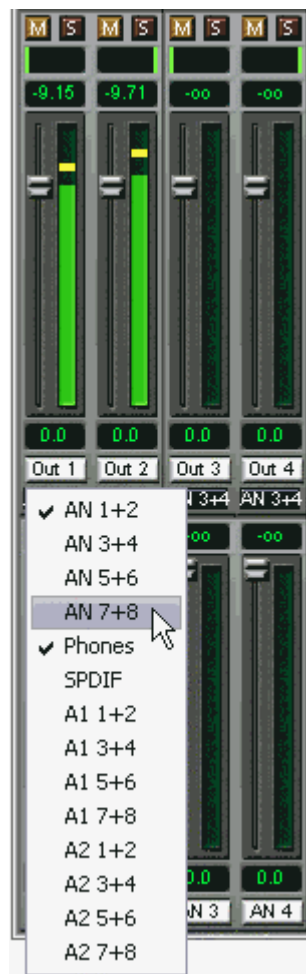 M S M S M S M S
-9.15 -9.71 -oo -oo
0.0 0.0 0.0 0.0
Out 1 Out 2 Out 3 Out 4
3+4 AN 3+4
AN 1+2
AN 3+4
-oo -oo
AN 5+6
AN 7+8
Phones
SPDIF
A1 1+2
A1 3+4
A1 5+6
A1 7+8
A2 1+2
A2 3+4
0.0 0.0
A2 5+6
AN 3 AN 4
A2 7+8